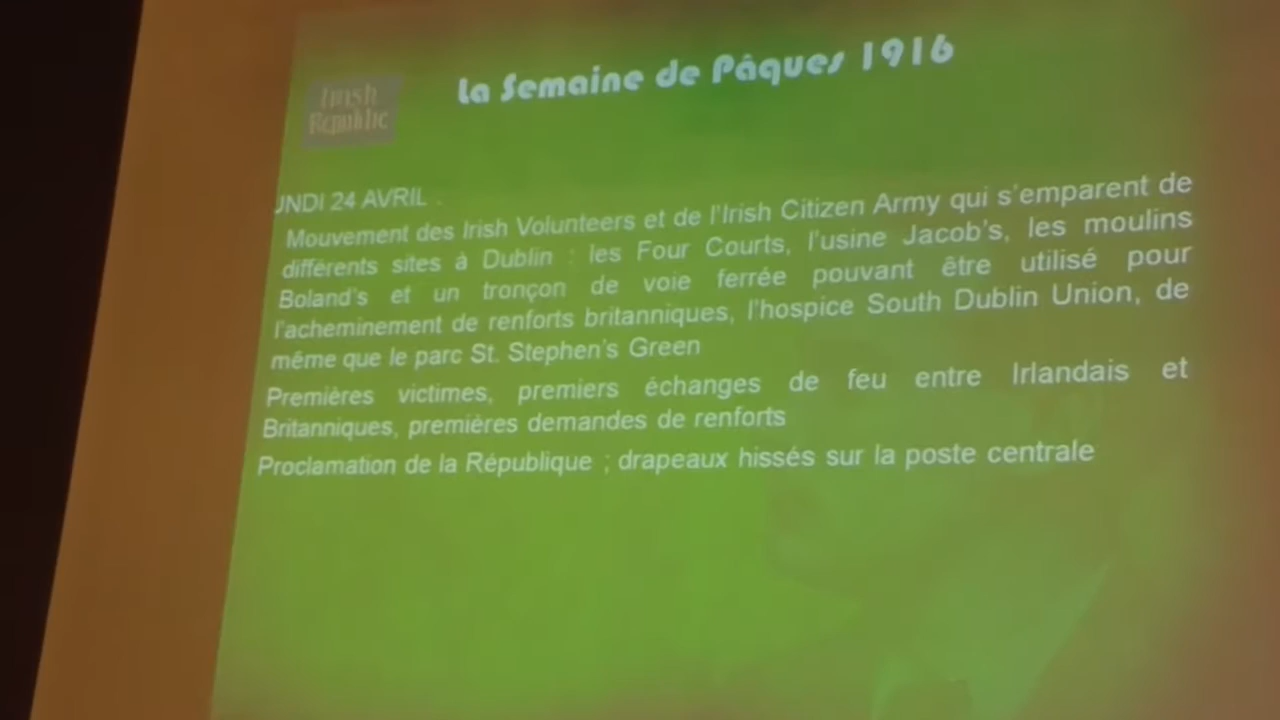 La Semaine de Pâques 1916
Irish
Republic
UNDI 24 AVRIL .
Mouvement des Irish Volunteers et de l'Irish Citizen Army qui s'emparent de
différents sites à Dublin : les Four Courts, l'usine Jacob's, les moulins
Boland's et un tronçon de voie ferrée pouvant être utilisé pour
l'acheminement de renforts britanniques, l'hospice South Dublin Union, de
même que le parc St. Stephen's Green
Premières victimes, premiers échanges de feu entre Irlandais et
Britanniques, premières demandes de renforts
Proclamation de la République ; drapeaux hissés sur la poste centrale